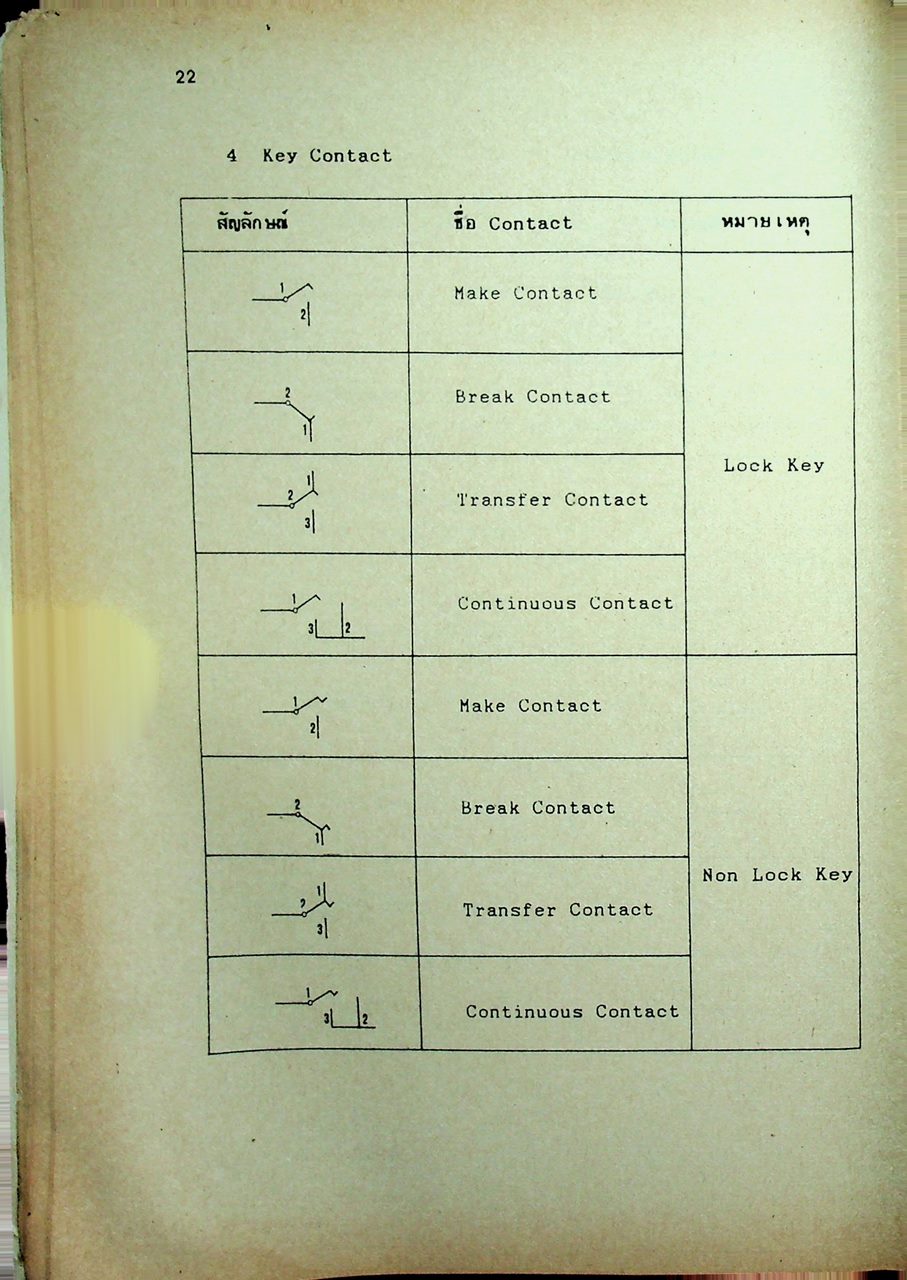 22
4 Key Contact
สัญลักษณ์ ชื่อ Contact หมายเหตุ
1 2 Make Contact
2 1 Break Contact
Lock Key
1 2 3 Transfer Contact
1 3 2 Continuous Contact
1 2 Make Contact
2 1 Break Contact
Non Lock Key
1 2 3 Transfer Contact
1 3 2 Continuous Contact